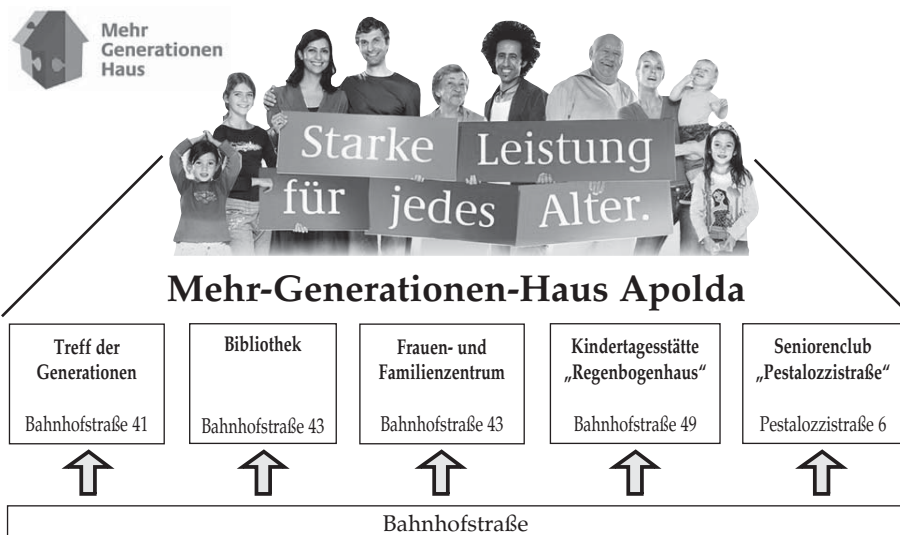 Mehr
Generationen
Haus
Starke Leistung
für jedes Alter.
Mehr-Generationen-Haus Apolda
Treff der
Generationen
Bahnhofstraße 41
Bibliothek
Bahnhofstraße 43
Frauen- und
Familienzentrum
Bahnhofstraße 43
Kindertagesstätte
„Regenbogenhaus“
Bahnhofstraße 49
Seniorenclub
„Pestalozzistraße“
Pestalozzistraße 6
Bahnhofstraße